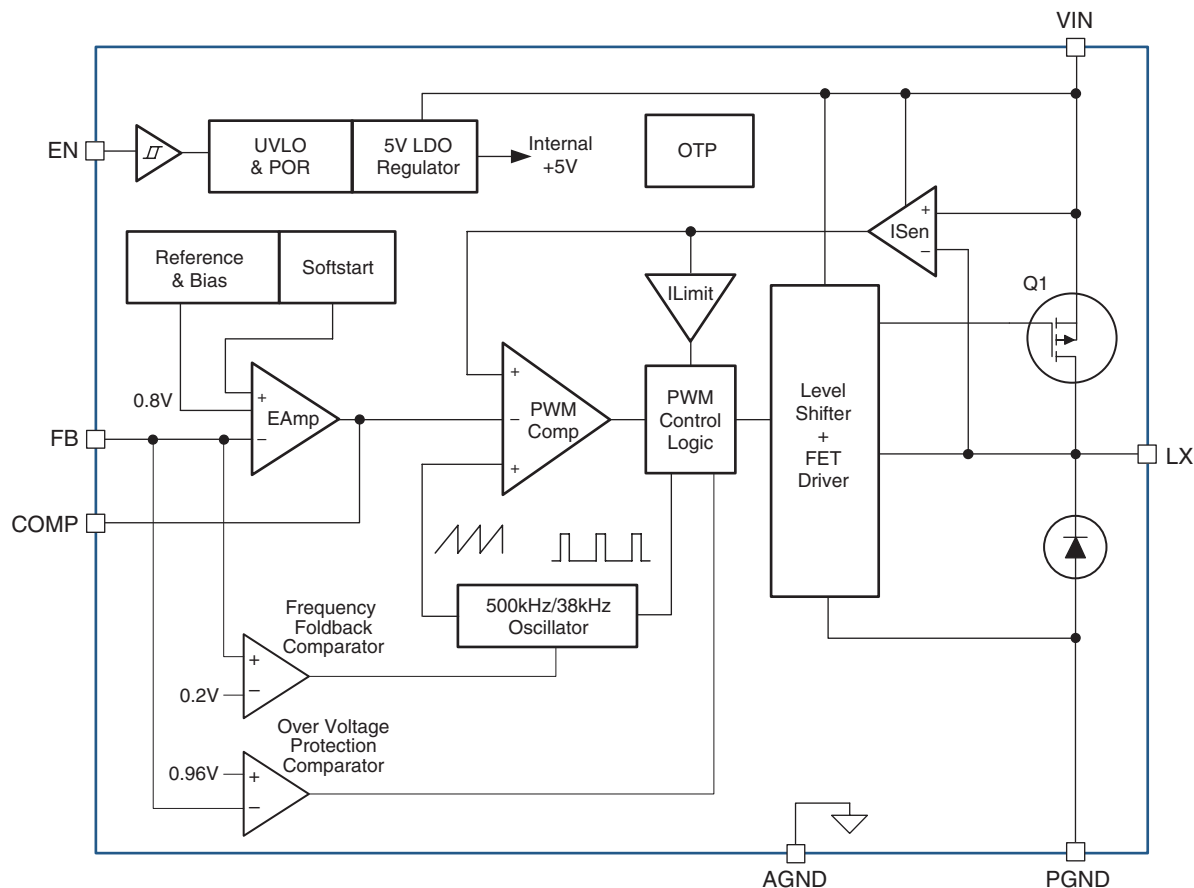 VIN
EN
UVLO
& POR
5V LDO
Regulator
Internal
+5V
OTP
Reference
& Bias
Softstart
ISen
+
–
ILimit
Q1
0.8V
+
–
EAmp
+
–
+
PWM
Comp
PWM
Control
Logic
Level
Shifter
+
FET
Driver
FB
LX
COMP
500kHz/38kHz
Oscillator
Frequency
Foldback
Comparator
+
–
0.2V
Over Voltage
Protection
Comparator
0.96V
+
–
AGND
PGND